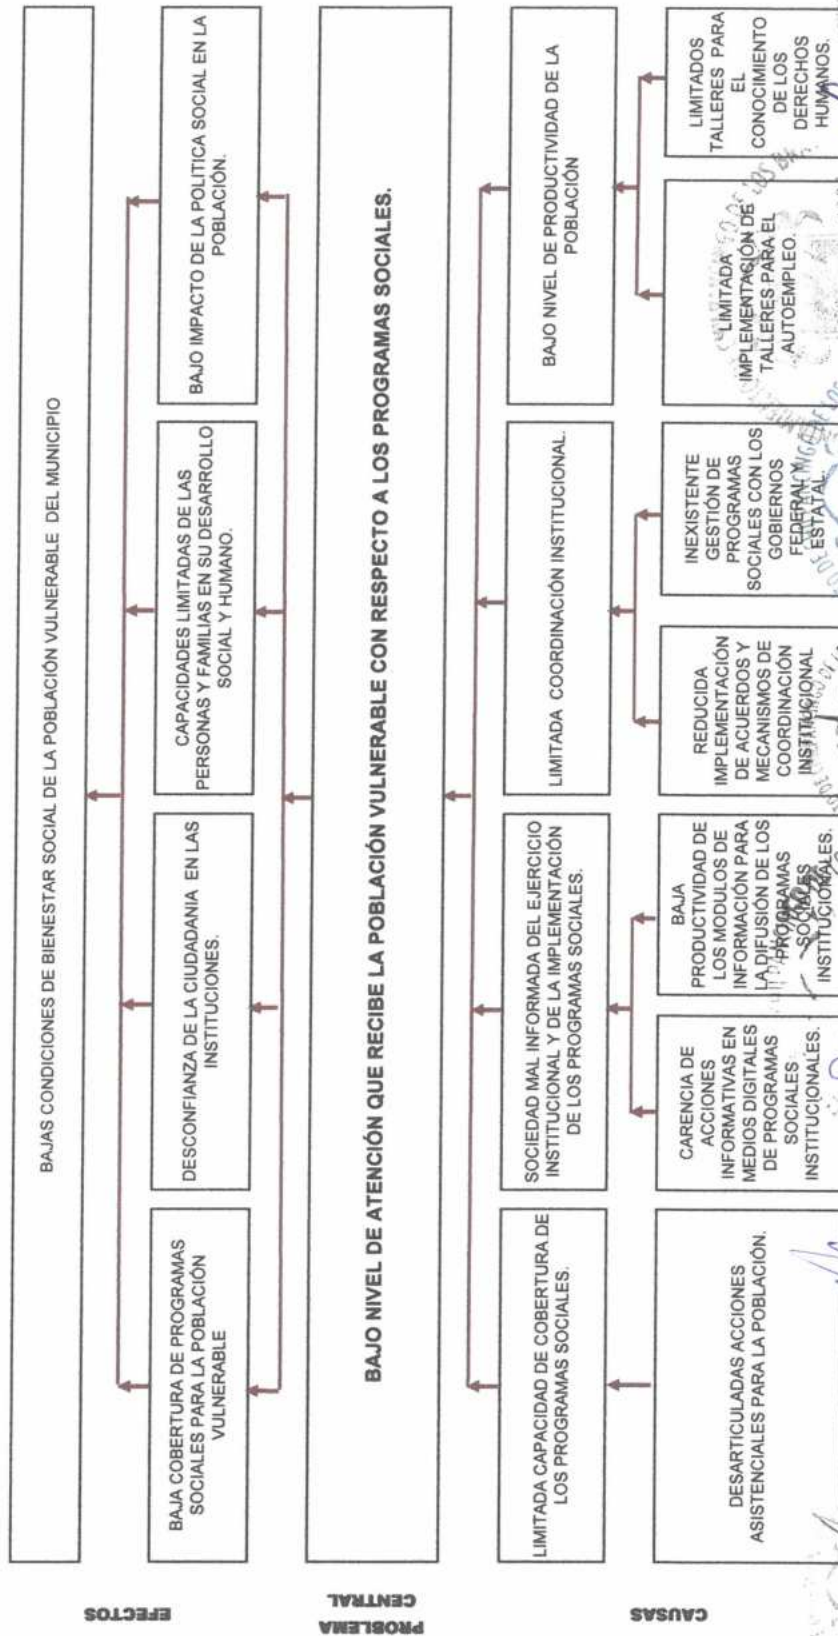 EFECTOS
BAJAS CONDICIONES DE BIENESTAR SOCIAL DE LA POBLACIÓN VULNERABLE DEL MUNICIPIO
BAJA COBERTURA DE PROGRAMAS
SOCIALES PARA LA POBLACIÓN
VULNERABLE
DESCONFIANZA DE LA CIUDADANIA EN LAS
INSTITUCIONES.
CAPACIDADES LIMITADAS DE LAS
PERSONAS Y FAMILIAS EN SU DESARROLLO
SOCIAL Y HUMANO.
BAJO IMPACTO DE LA POLITICA SOCIAL EN LA
POBLACIÓN.
PROBLEMA
CENTRAL
BAJO NIVEL DE ATENCIÓN QUE RECIBE LA POBLACIÓN VULNERABLE CON RESPECTO A LOS PROGRAMAS SOCIALES.
CAUSAS
LIMITADA CAPACIDAD DE COBERTURA DE
LOS PROGRAMAS SOCIALES.
SOCIEDAD MAL INFORMADA DEL EJERCICIO
INSTITUCIONAL Y DE LA IMPLEMENTACIÓN
DE LOS PROGRAMAS SOCIALES.
LIMITADA COORDINACIÓN INSTITUCIONAL.
BAJO NIVEL DE PRODUCTIVIDAD DE LA
POBLACIÓN
DESARTICULADAS ACCIONES
ASISTENCIALES PARA LA POBLACIÓN.
CARENCIA DE
ACCIONES
INFORMATIVAS EN
MEDIOS DIGITALES
DE PROGRAMAS
SOCIALES
INSTITUCIONALES.
BAJA
PRODUCTIVIDAD DE
LOS MODULOS DE
INFORMACIÓN PARA
LA DIFUSIÓN DE LOS
PROGRAMAS
SOCIALES
INSTITUCIONALES.
REDUCIDA
IMPLEMENTACIÓN
DE ACUERDOS Y
MECANISMOS DE
COORDINACIÓN
INSTITUCIONAL
INEXISTENTE
GESTIÓN DE
PROGRAMAS
SOCIALES CON LOS
GOBIERNOS
FEDERAL Y
ESTATAL.
LIMITADA
IMPLEMENTACIÓN DE
TALLERES PARA EL
AUTOEMPLEO.
LIMITADOS
TALLERES PARA
EL
CONOCIMIENTO
DE LOS
DERECHOS
HUMANOS.